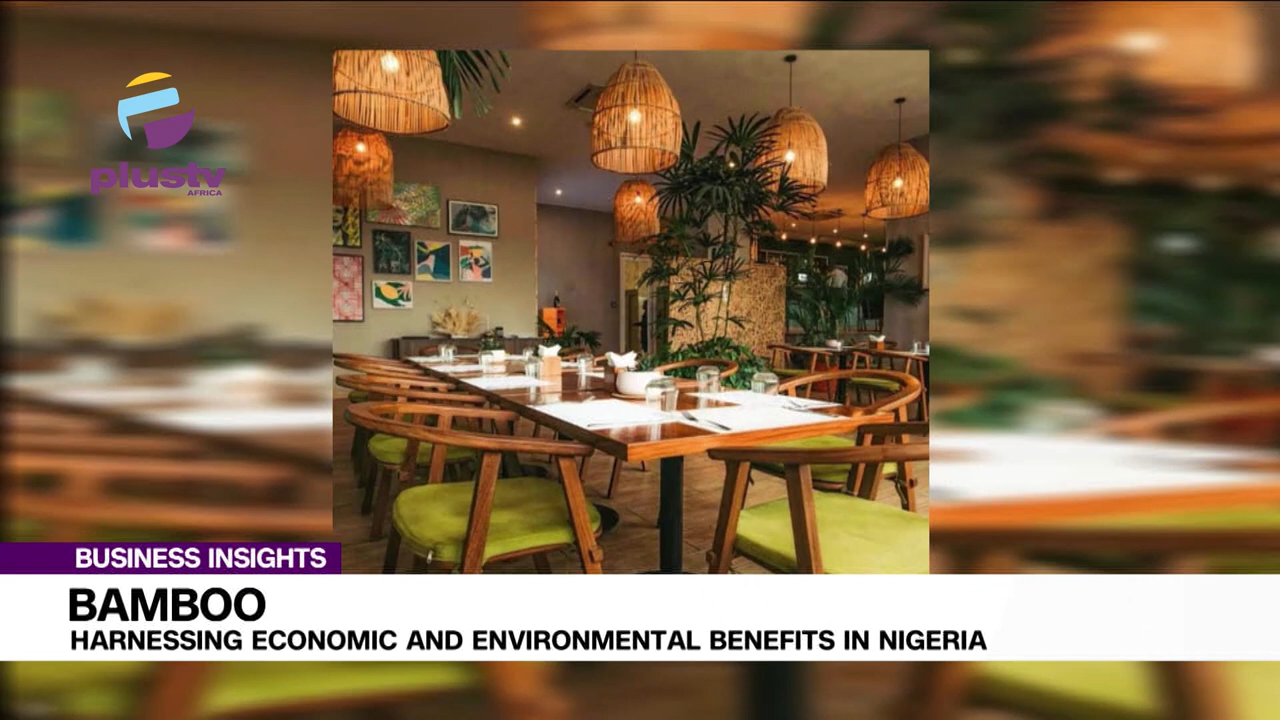 plustv
AFRICA
BUSINESS INSIGHTS
BAMBOO
HARNESSING ECONOMIC AND ENVIRONMENTAL BENEFITS IN NIGERIA